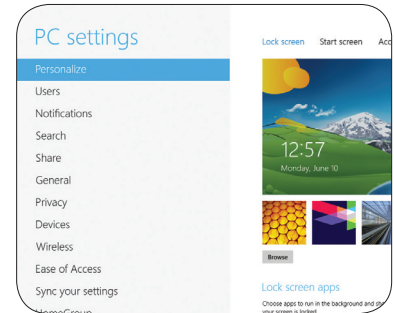 PC settings
Personalize
Users
Notifications
Search
Share
General
Privacy
Devices
Wireless
Ease of Access
Sync your settings
HomeGroup
Lock screen Start screen Acc
12:57
Monday, June 10
Browse
Lock screen apps
Choose apps to run in the background and sh
your screen is locked